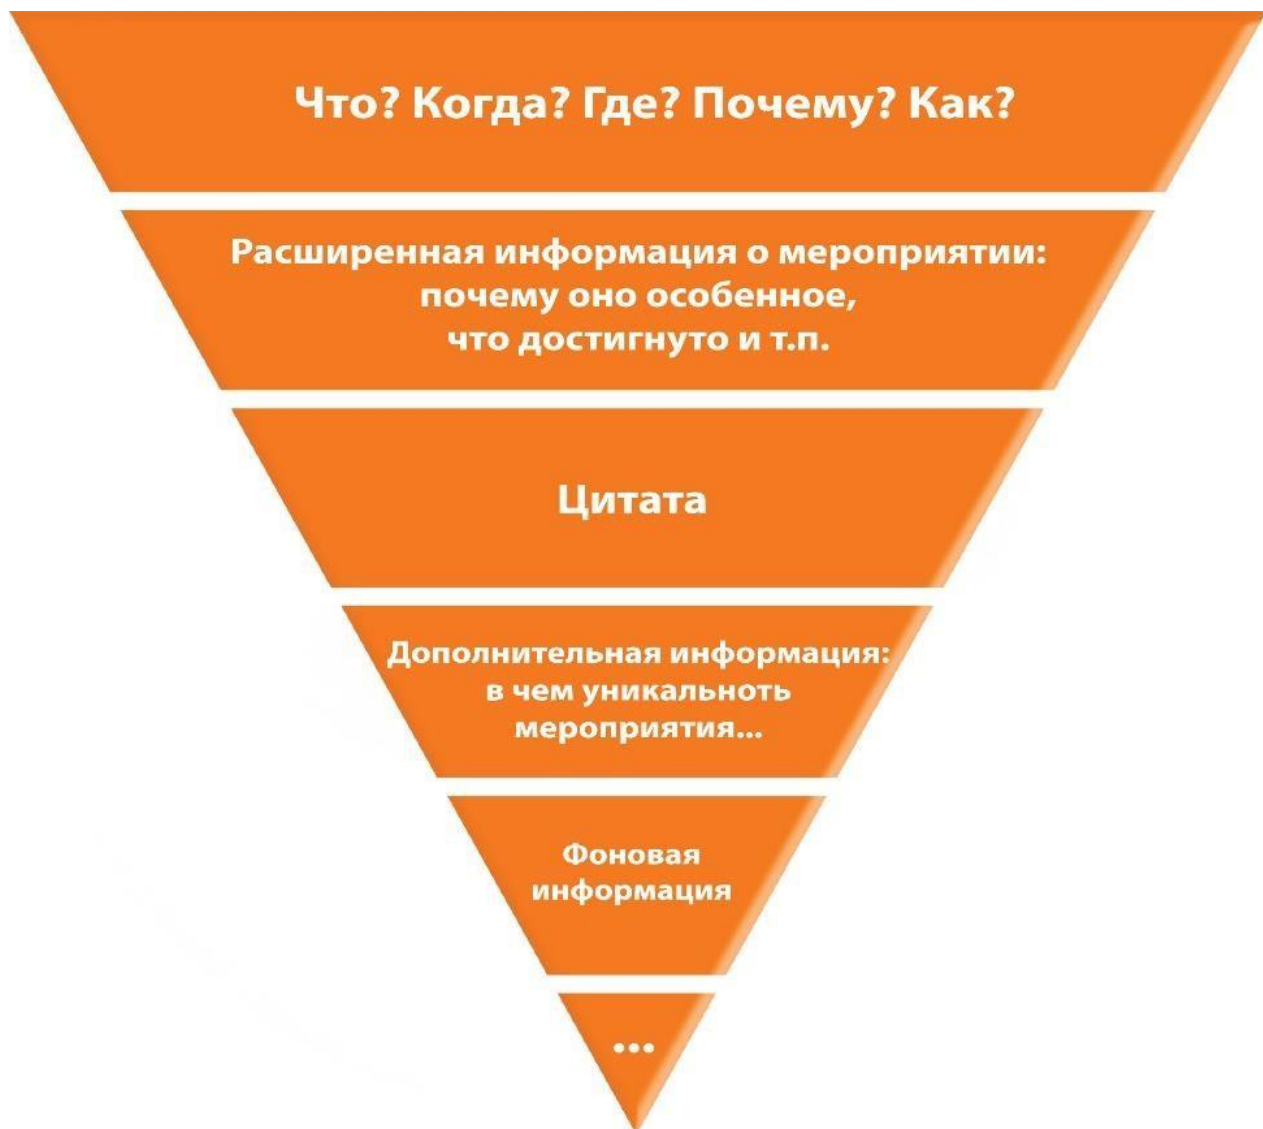 Что? Когда? Где? Почему? Как?
Расширенная информация о мероприятии:
почему оно особенное,
что достигнуто и т.п.
Цитата
Дополнительная информация:
в чем уникальноть
мероприятия...
Фоновая
информация
...